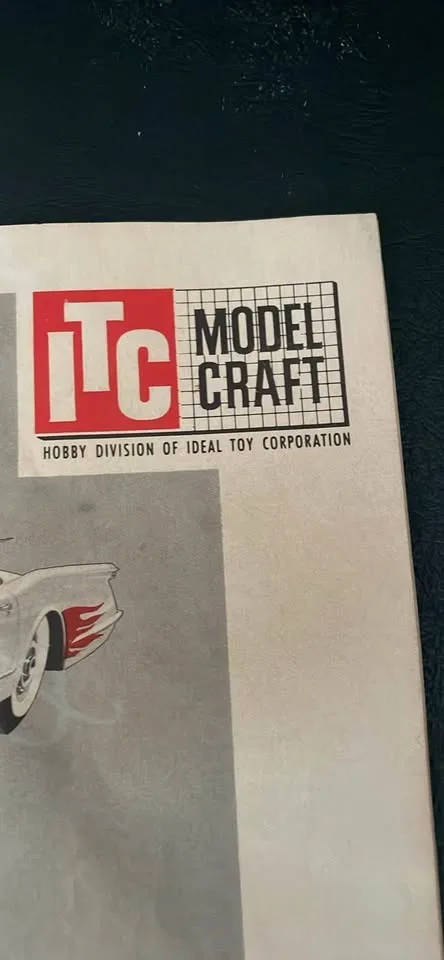 ITC
MODEL
CRAFT
HOBBY DIVISION OF IDEAL TOY CORPORATION